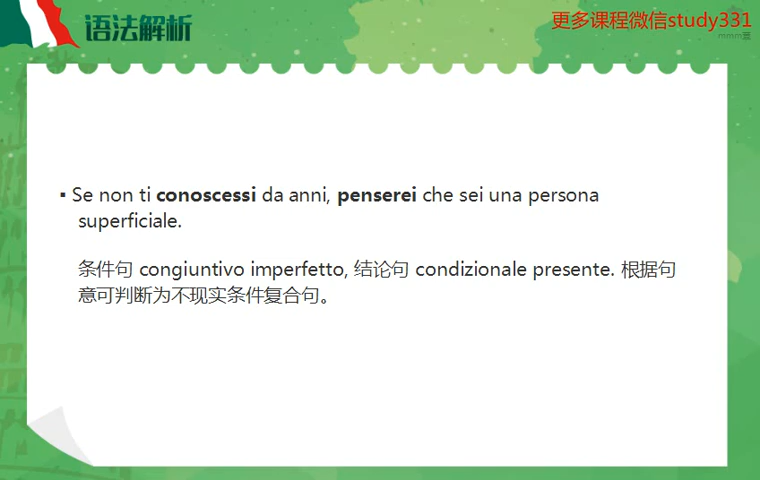 语法解析
更多课程微信study331
▪ Se non ti conoscessi da anni, penserei che sei una persona
superficiale.
条件句 congiuntivo imperfetto, 结论句 condizionale presente. 根据句
意可判断为不现实条件复合句。